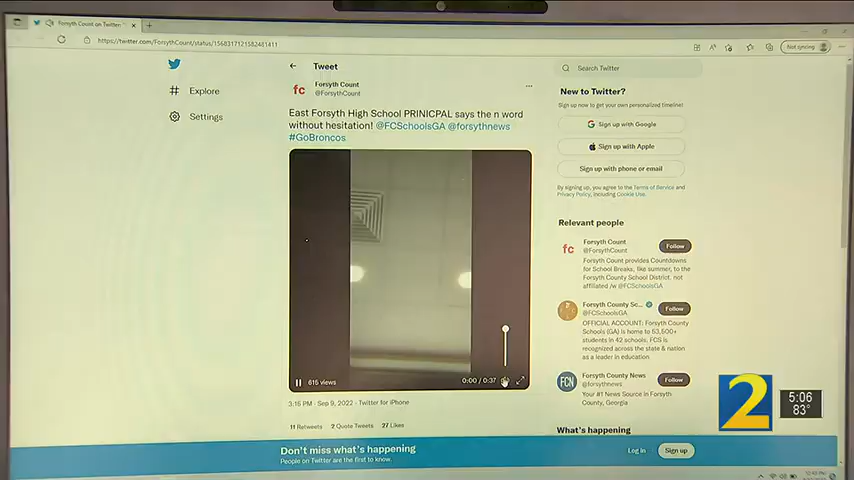 Forsyth Count on Twitter
https://twitter.com/ForsythCount/status/1568317121582481411
Not syncing
Explore
Settings
Tweet
fc
Forsyth Count
@ForsythCount
East Forsyth High School PRINICPAL says the n word
without hesitation! @FCSchoolsGA @forsythnews
#GoBroncos
616 views
0:00 / 0:37
3:15 PM · Sep 9, 2022 · Twitter for iPhone
11 Retweets 2 Quote Tweets 27 Likes
Search Twitter
New to Twitter?
Sign up now to get your own personalized timeline!
Sign up with Google
Sign up with Apple
Sign up with phone or email
By signing up, you agree to the Terms of Service and
Privacy Policy, including Cookie Use.
Relevant people
fc
Forsyth Count
@ForsythCount
Follow
Forsyth Count provides Countdowns
for School Breaks, like summer, to the
Forsyth County School District. not
affiliated /w @FCSchoolsGA
Forsyth County Sc...
@FCSchoolsGA
Follow
OFFICIAL ACCOUNT: Forsyth County
Schools (GA) is home to 53,500+
students in 42 schools. FCS is
recognized across the state & nation
as a leader in education.
FCN
Forsyth County News
@forsythnews
Follow
Your #1 News Source in Forsyth
County, Georgia
What's happening
Don't miss what's happening
People on Twitter are the first to know.
Log in
Sign up
2
5:06
83°